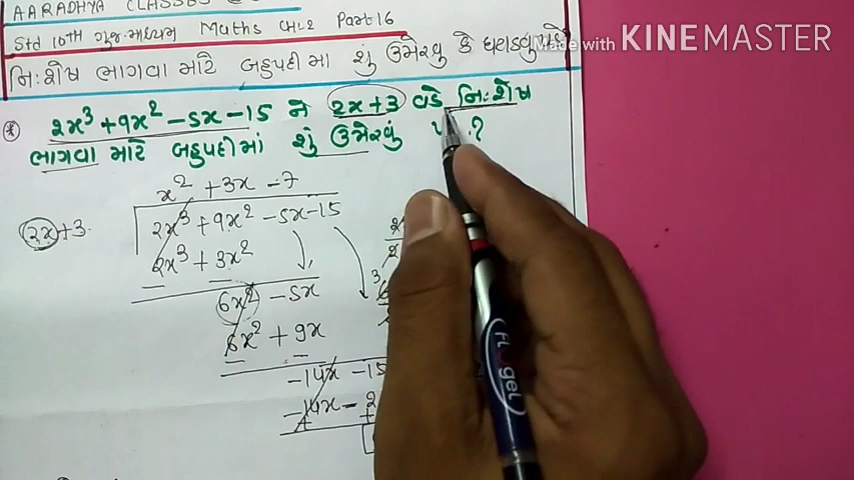 AARADHYA CLASSES
Std 10th ગુજ.માધ્યમ Maths પાઠ-2 Part-16
Made with KINEMASTER
નિઃશેષ ભાગવા માટે બહુપદીમાં શું ઉમેરવુ કે ઘટાડવુ
* 2x³ + 9x² - 5x - 15 ને 2x + 3 વડે નિઃશેષ
ભાગવા માટે બહુપદીમાં શું ઉમેરવું ?
x² + 3x - 7
2x + 3
2x³ + 9x² - 5x - 15
2x³ + 3x²
6x² - 5x
6x² + 9x
-14x - 15
-14x - 2